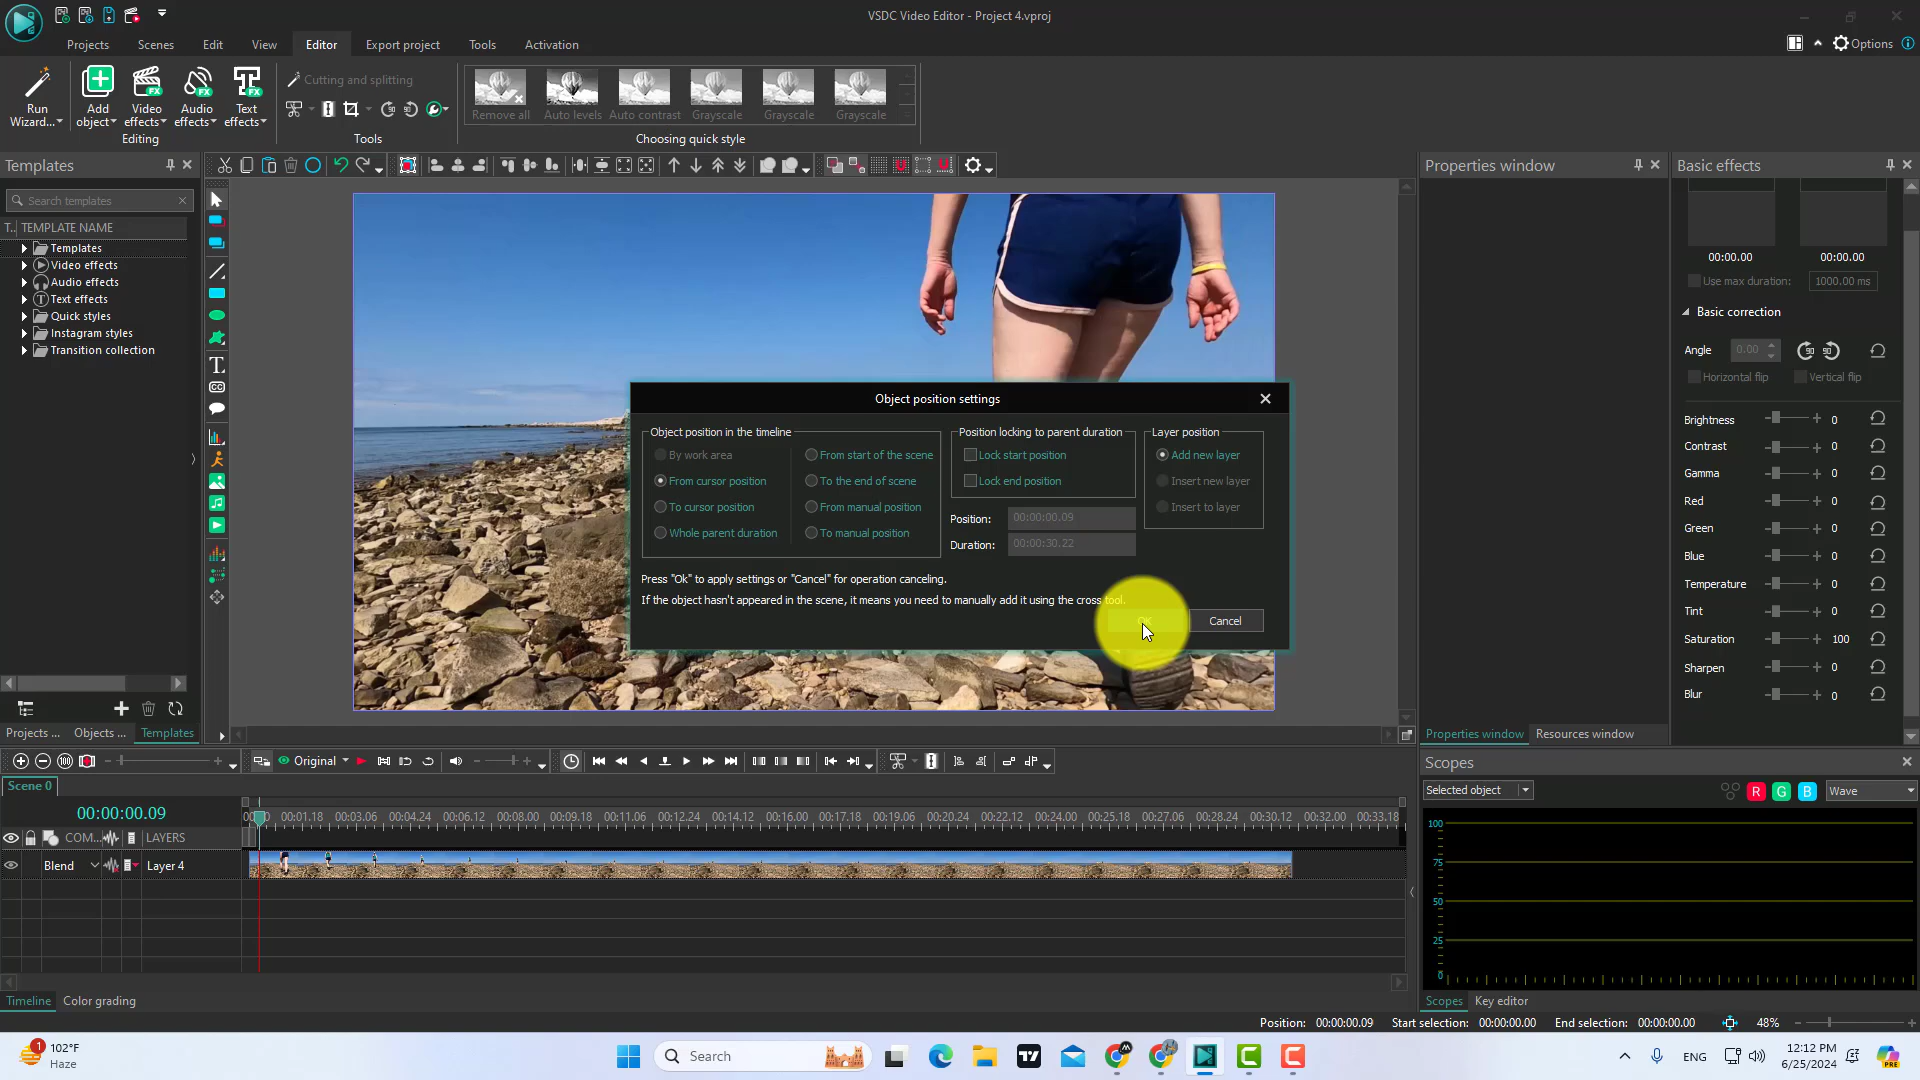 VSDC Video Editor - Project 4.vproj
Projects Scenes Edit View Editor Export project Tools Activation
Options
Run Wizard...
Add object
Video effects
Audio effects
Text effects
Editing
Cutting and splitting
Tools
Remove all Auto levels Auto contrast Grayscale Grayscale Grayscale
Choosing quick style
Templates
Search templates
T.. TEMPLATE NAME
Templates
Video effects
Audio effects
Text effects
Quick styles
Instagram styles
Transition collection
Projects ... Objects ... Templates
Object position settings
Object position in the timeline
By work area
From cursor position
To cursor position
Whole parent duration
From start of the scene
To the end of scene
From manual position
To manual position
Position locking to parent duration
Lock start position
Lock end position
Position: 00:00:00.09
Duration: 00:00:30.22
Layer position
Add new layer
Insert new layer
Insert to layer
Press "Ok" to apply settings or "Cancel" for operation canceling.
If the object hasn't appeared in the scene, it means you need to manually add it using the cross tool.
OK Cancel
Properties window
Properties window Resources window
Basic effects
00:00.00 00:00.00
Use max duration: 1000.00 ms
Basic correction
Angle 0.00
Horizontal flip Vertical flip
Brightness 0
Contrast 0
Gamma 0
Red 0
Green 0
Blue 0
Temperature 0
Tint 0
Saturation 100
Sharpen 0
Blur 0
Original
Scene 0
00:00:00.09
00:01.18 00:03.06 00:04.24 00:06.12 00:08.00 00:09.18 00:11.06 00:12.24 00:14.12 00:16.00 00:17.18 00:19.06 00:20.24 00:22.12 00:24.00 00:25.18 00:27.06 00:28.24 00:30.12 00:32.00 00:33.18
COM... LAYERS
Blend Layer 4
Timeline Color grading
Scopes
Selected object
R G B Wave
100
75
50
25
0
Scopes Key editor
Position: 00:00:00.09 Start selection: 00:00:00.00 End selection: 00:00:00.00 48%
1 102°F
Haze
Search
ENG
12:12 PM
6/25/2024